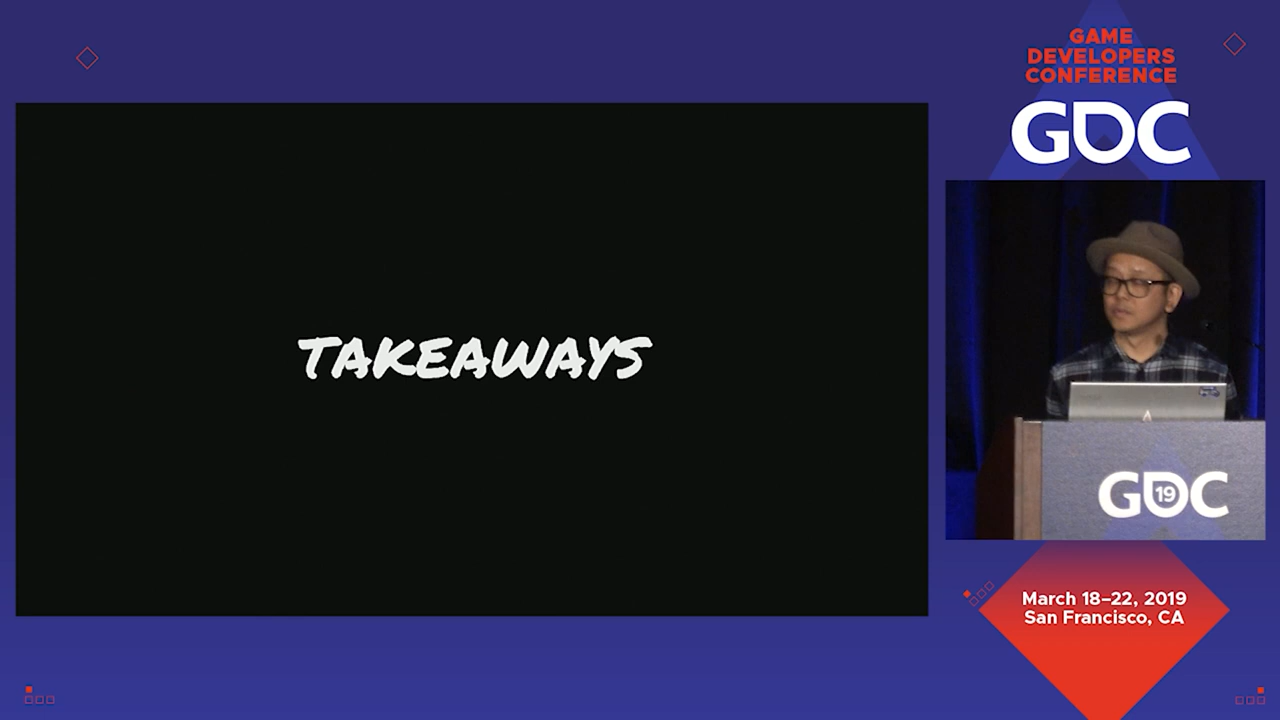 GAME
DEVELOPERS
CONFERENCE
GDC
TAKEAWAYS
GDC
19
March 18–22, 2019
San Francisco, CA